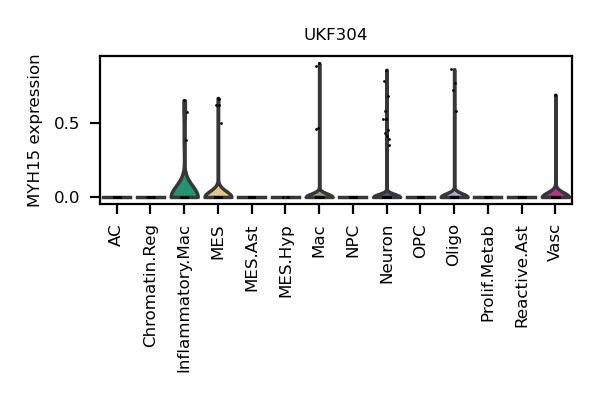 UKF304
MYH15 expression
0.5
0.0
AC
Chromatin.Reg
Inflammatory.Mac
MES
MES.Ast
MES.Hyp
Mac
NPC
Neuron
OPC
Oligo
Prolif.Metab
Reactive.Ast
Vasc